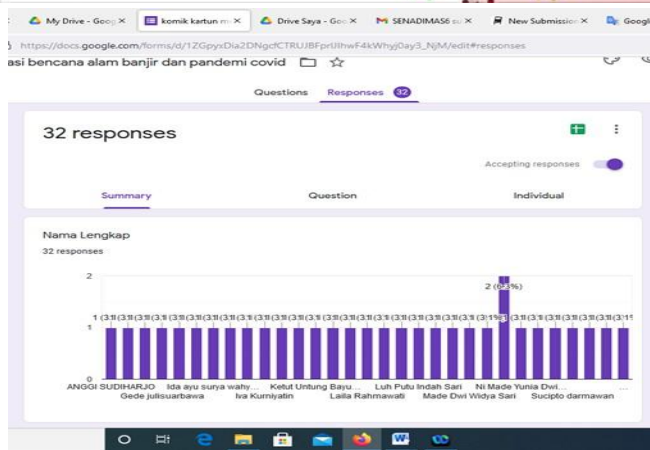 My Drive - Goo
komik kartun m
Drive Saya - Goo
SENADIMAS6 su
New Submission
Googl
https://docs.google.com/forms/d/1ZGpyxDia2DNgcfCTRUJBFprUIhwF4kWhyj0ay3_NjM/edit#responses
asi bencana alam banjir dan pandemi covid
Questions Responses 32
32 responses
Accepting responses
Summary Question Individual
Nama Lengkap
32 responses
2
2 (6.3%)
1
0
ANGGI SUDIHARJO Ida ayu surya wahy... Ketut Untung Bayu... Luh Putu Indah Sari Ni Made Yunia Dwi... ...
Gede julisuarbawa Iva Kurniyatin Laila Rahmawati Made Dwi Widya Sari Sucipto darmawan